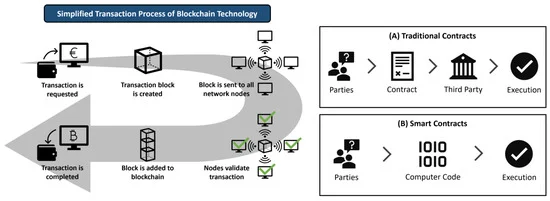 Simplified Transaction Process of Blockchain Technology
€
Transaction is
requested
Transaction block
is created
Block is sent to all
network nodes
B
Transaction is
completed
Block is added to
blockchain
Nodes validate
transaction
(A) Traditional Contracts
?
Parties
Contract
Third Party
Execution
(B) Smart Contracts
?
1010
1010
Parties
Computer Code
Execution